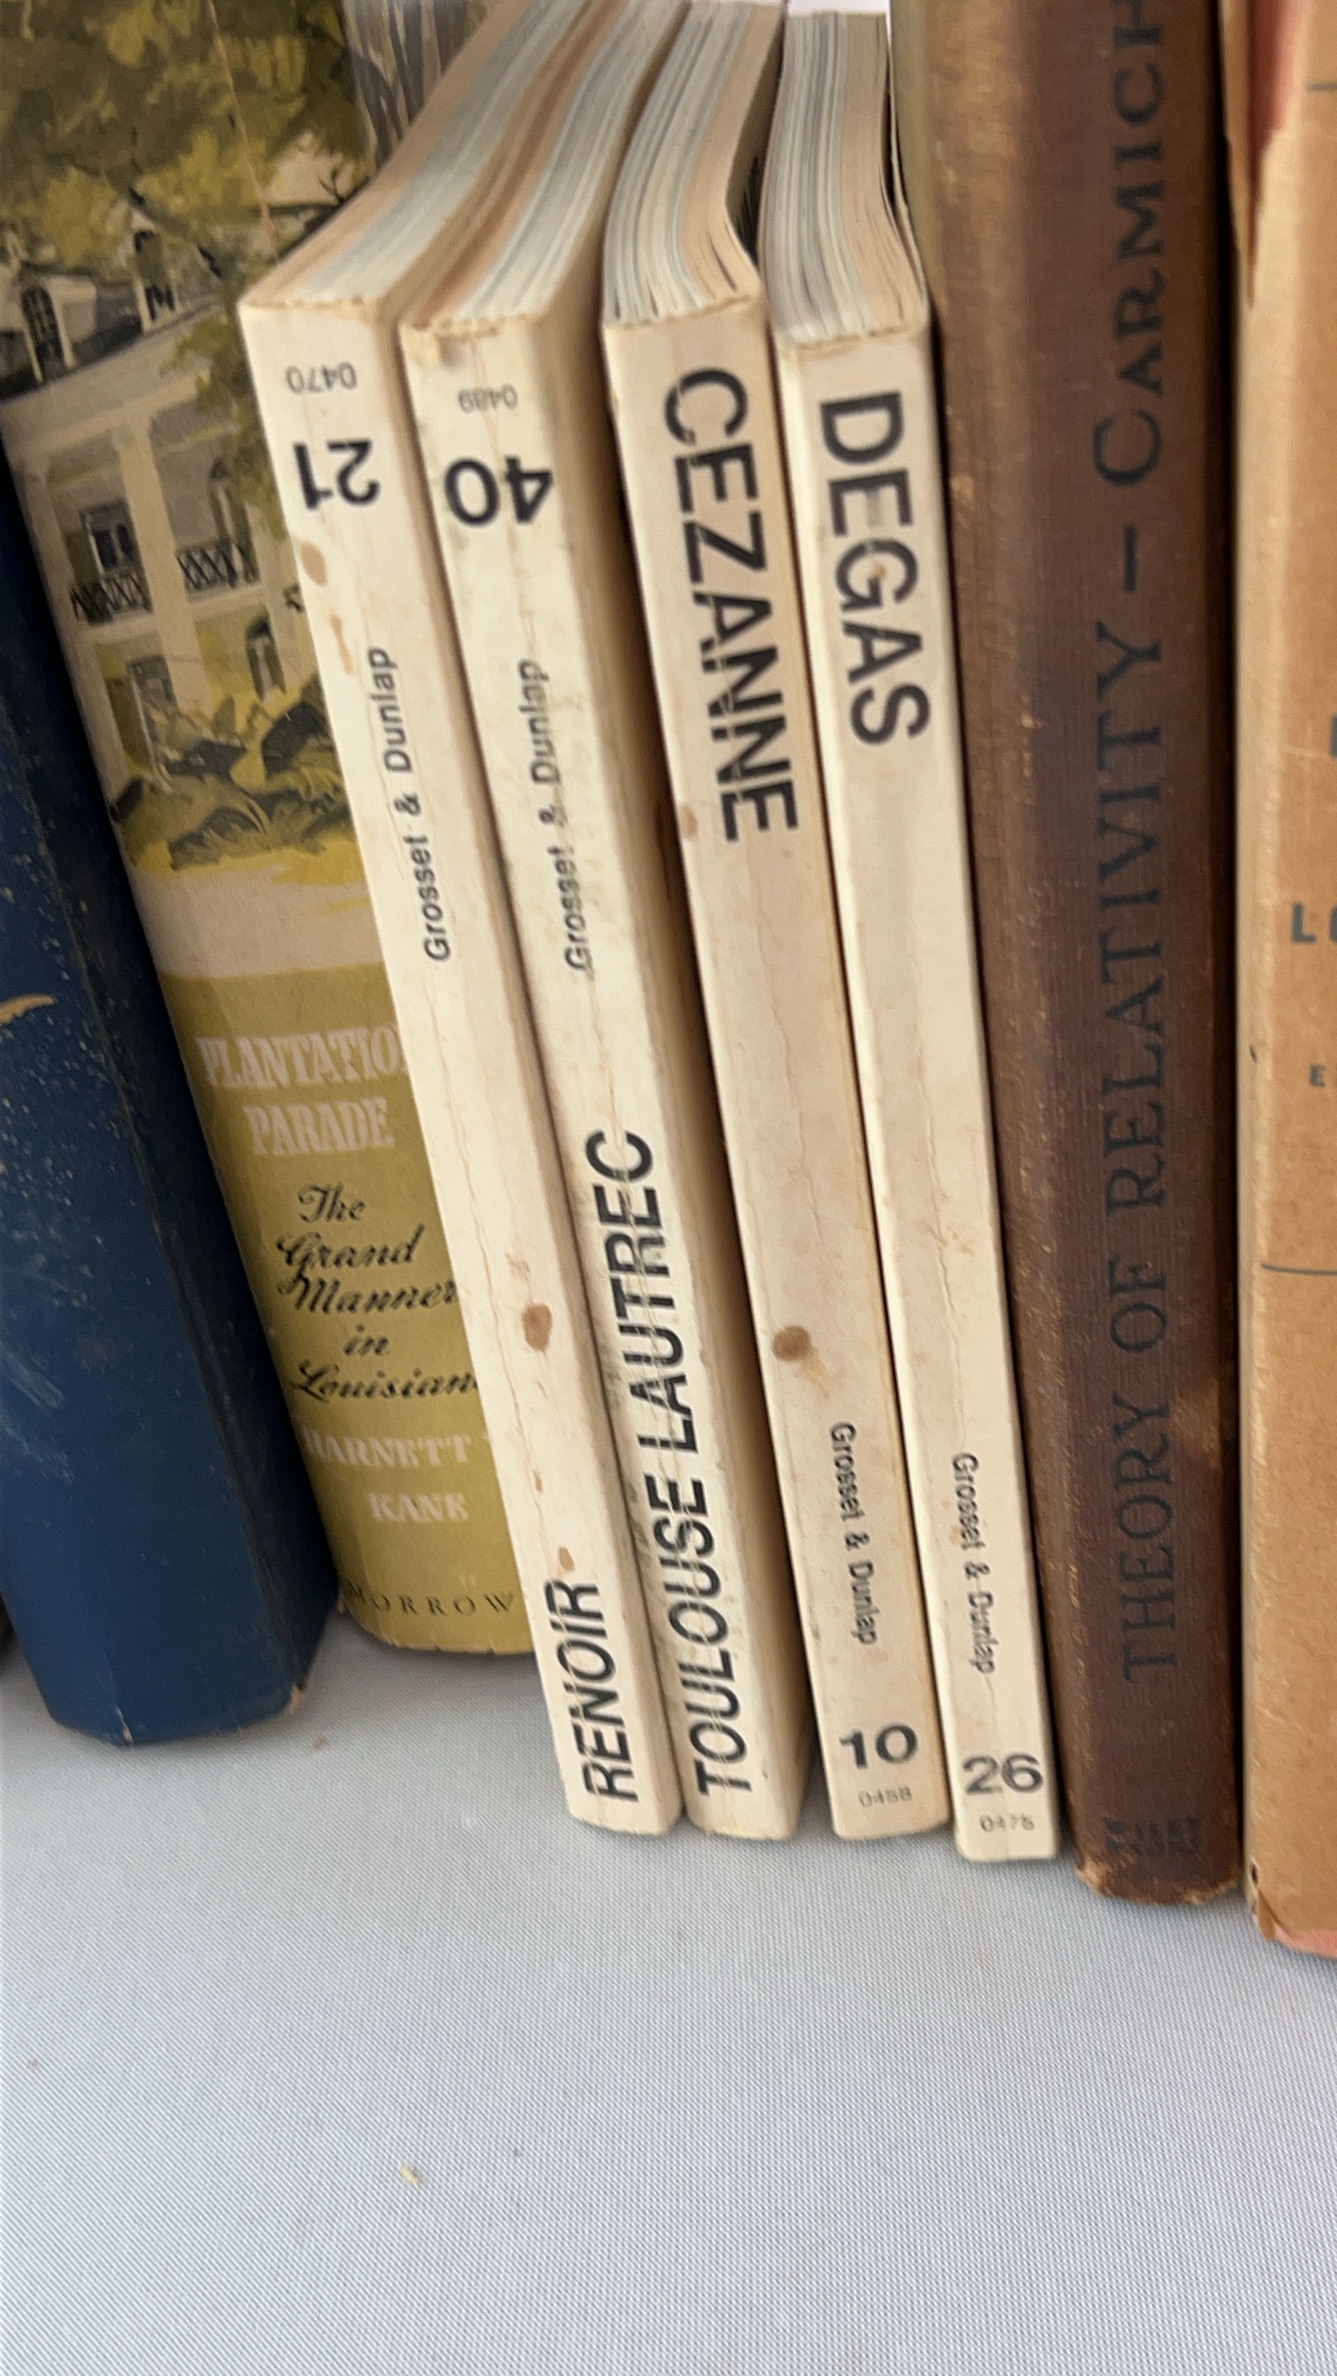 PLANTATIO
PARADE
The
Grand
Manner
in
Louisian
HARNETT
KANE
MORROW
0470
21
Grosset & Dunlap
RENOIR
0489
40
Grosset & Dunlap
TOULOUSE LAUTREC
CEZANNE
Grosset & Dunlap
10
0458
DEGAS
Grosset & Dunlap
26
0475
THEORY OF RELATIVITY – CARMICH